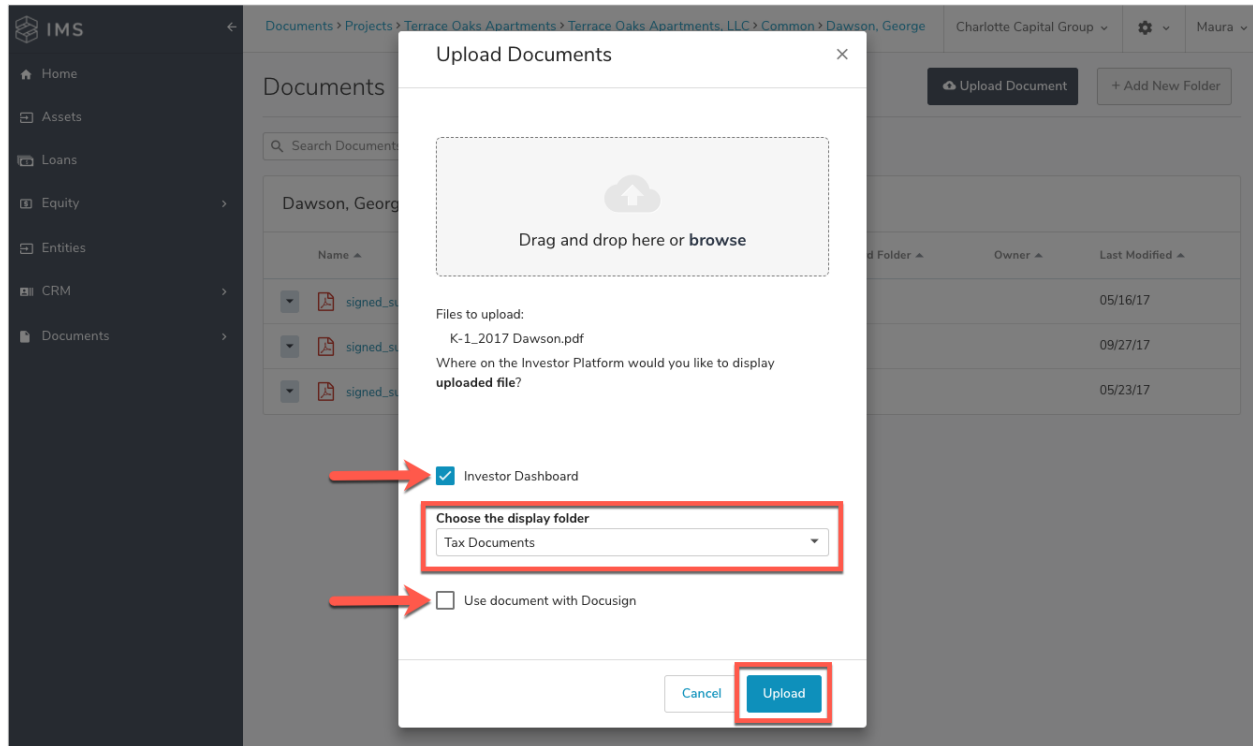 IMS
Documents > Projects > Terrace Oaks Apartments > Terrace Oaks Apartments, LLC > Common > Dawson, George
Charlotte Capital Group
Maura
Home
Assets
Loans
Equity
Entities
CRM
Documents
Documents
Upload Document
+ Add New Folder
Search Document
Dawson, Georg
Name
d Folder
Owner
Last Modified
signed_su
05/16/17
signed_su
09/27/17
signed_su
05/23/17
Upload Documents
Drag and drop here or browse
Files to upload:
K-1_2017 Dawson.pdf
Where on the Investor Platform would you like to display
uploaded file?
Investor Dashboard
Choose the display folder
Tax Documents
Use document with Docusign
Cancel
Upload